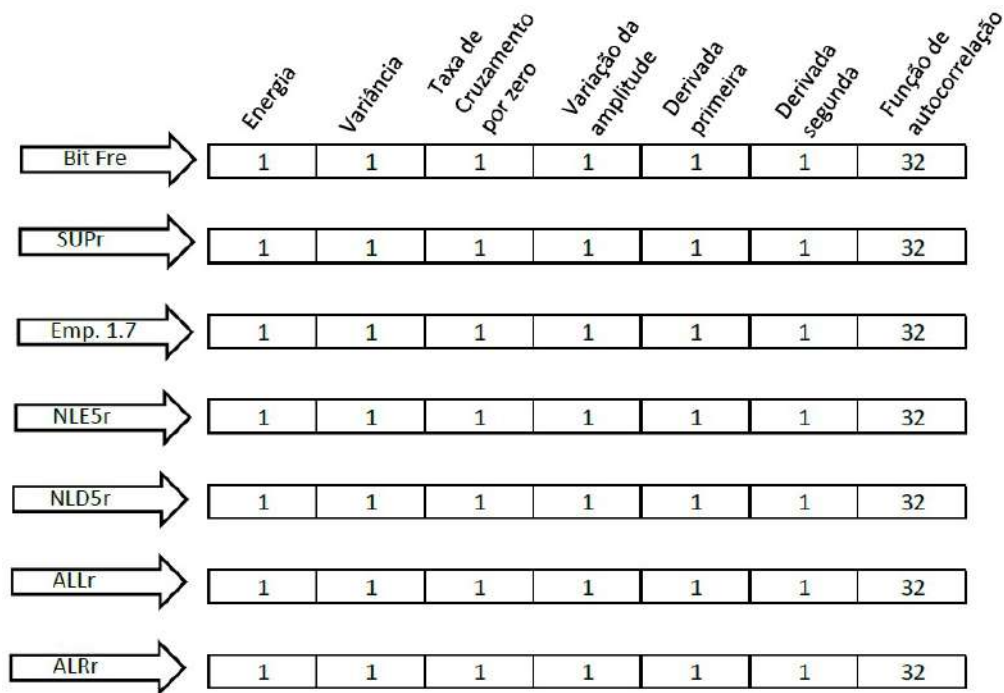 Energia
Variância
Taxa de
Cruzamento
por zero
Variação da
amplitude
Derivada
primeira
Derivada
segunda
Função de
autocorrelação
Bit Fre 1 1 1 1 1 1 32
SUPr 1 1 1 1 1 1 32
Emp. 1.7 1 1 1 1 1 1 32
NLE5r 1 1 1 1 1 1 32
NLD5r 1 1 1 1 1 1 32
ALLr 1 1 1 1 1 1 32
ALRr 1 1 1 1 1 1 32